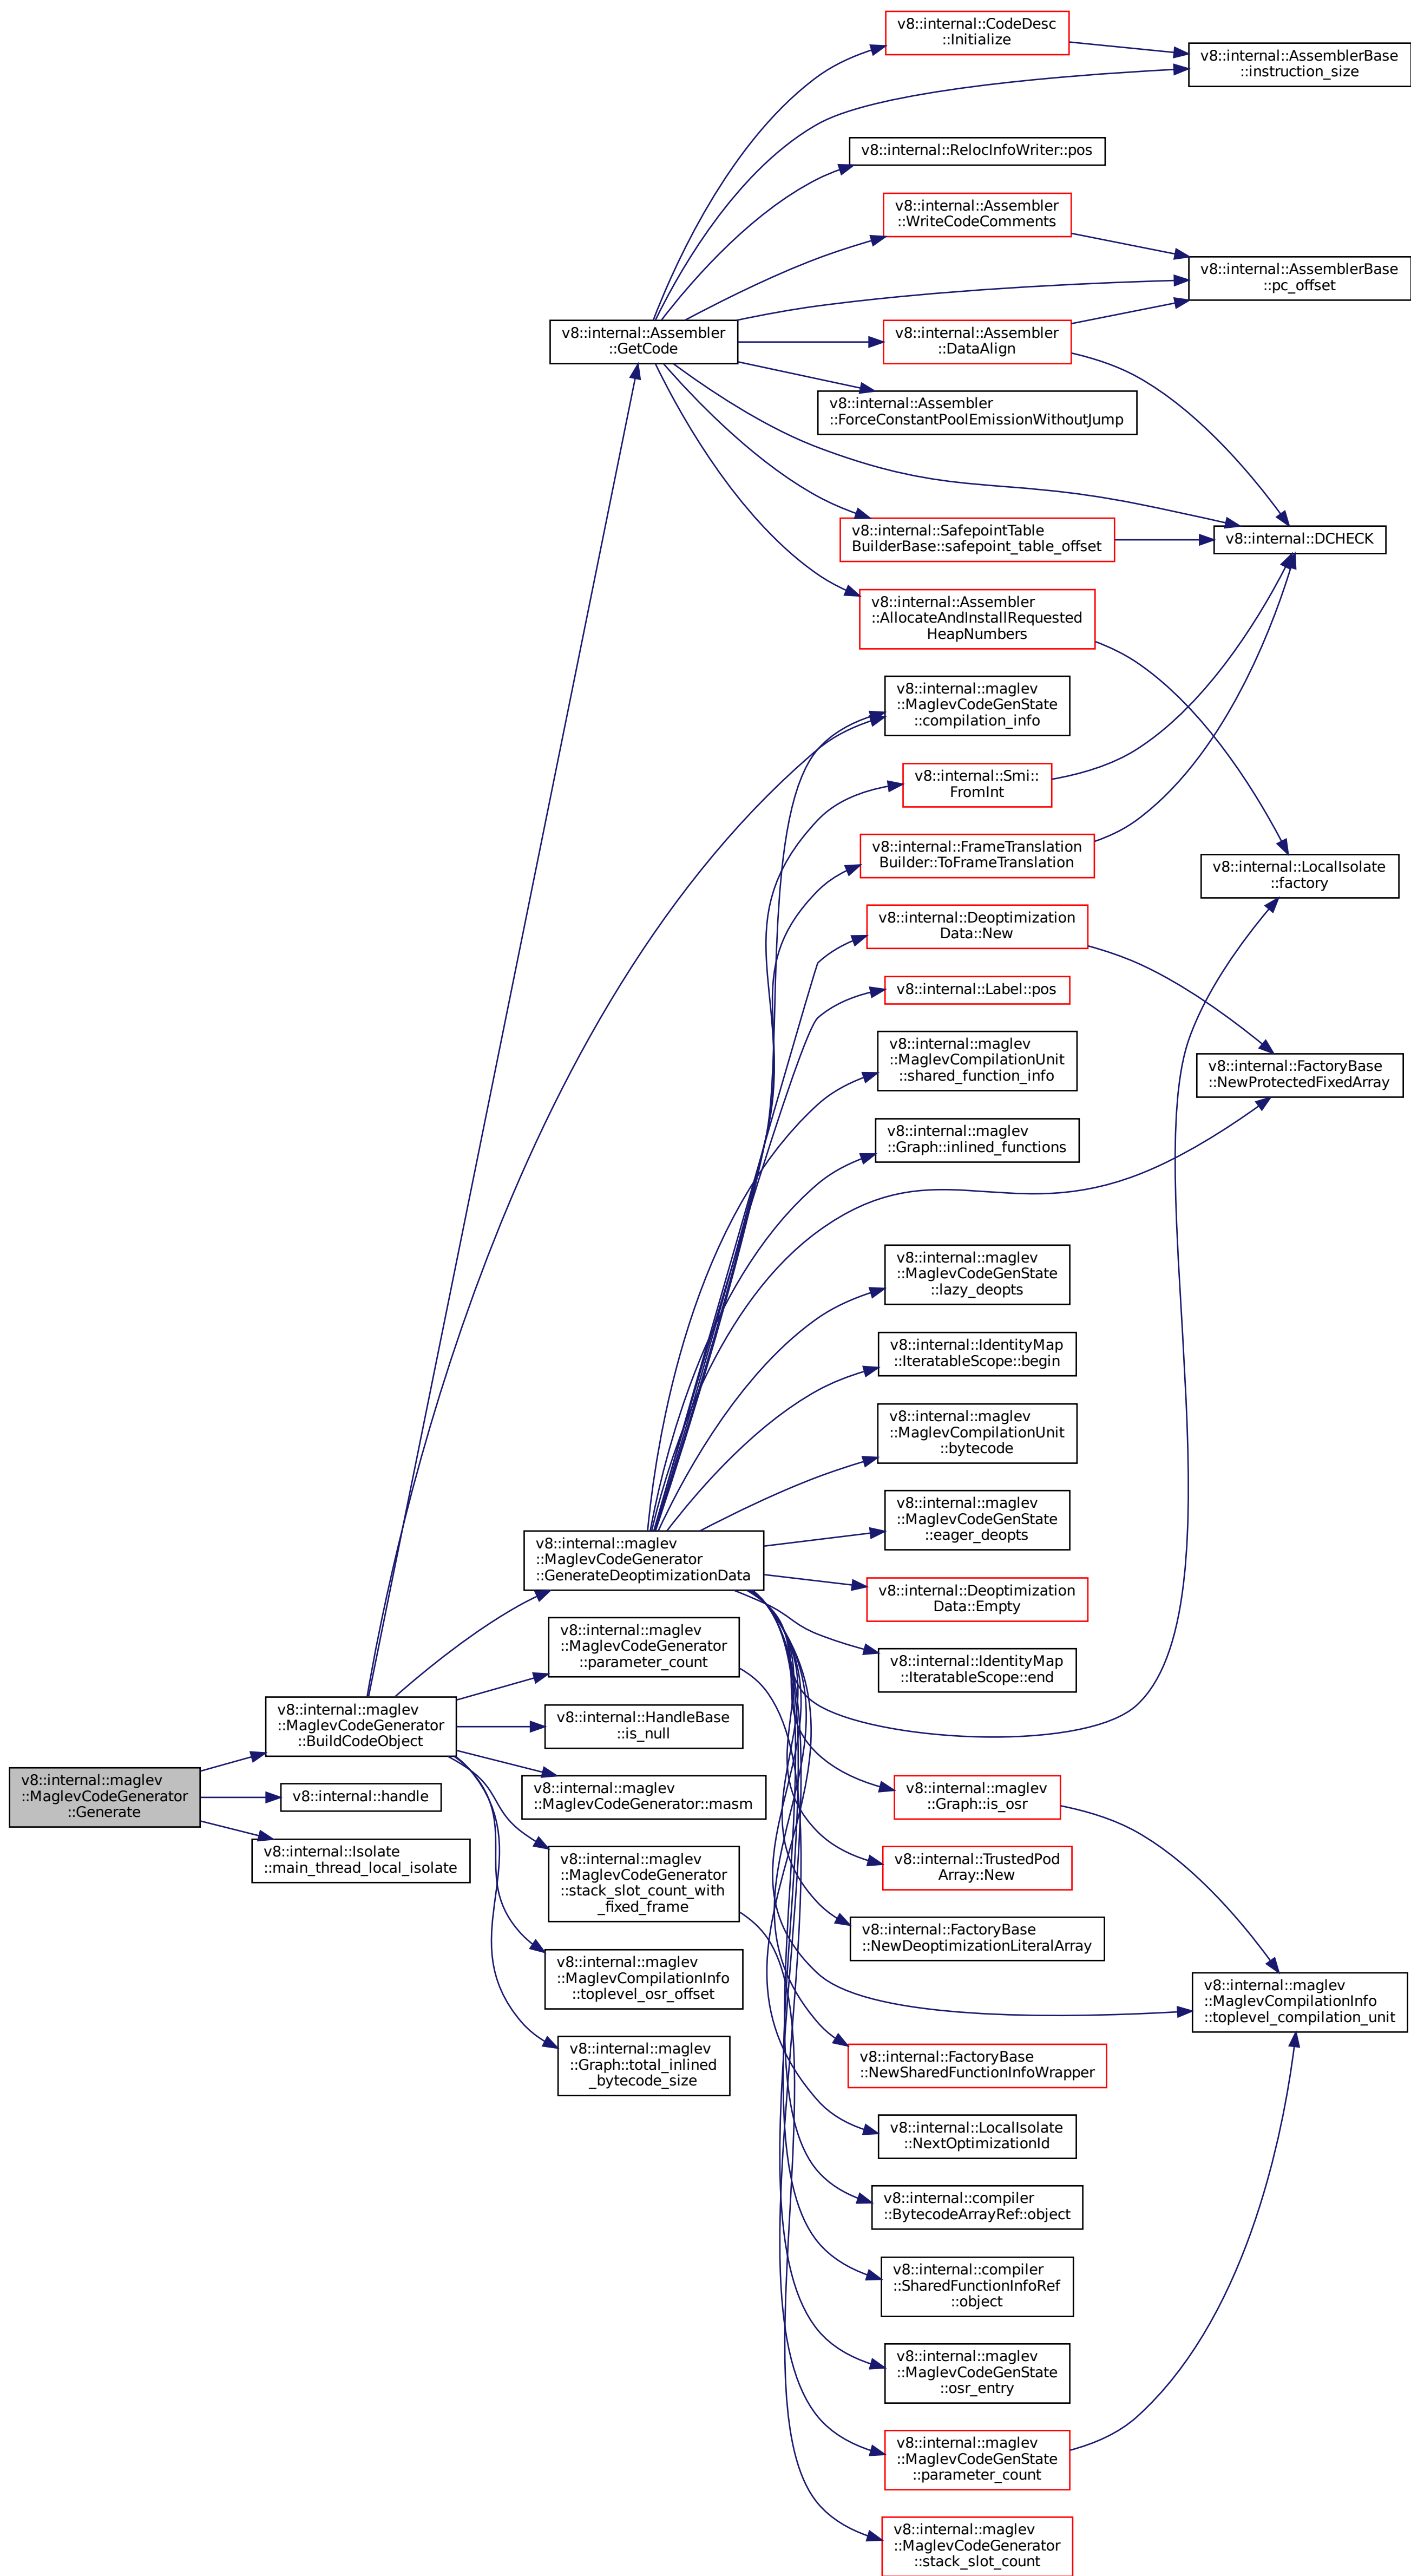 v8::internal::CodeDesc
::Initialize
v8::internal::AssemblerBase
::instruction_size
v8::internal::RelocInfoWriter::pos
v8::internal::Assembler
::WriteCodeComments
v8::internal::AssemblerBase
::pc_offset
v8::internal::Assembler
::GetCode
v8::internal::Assembler
::DataAlign
v8::internal::Assembler
::ForceConstantPoolEmissionWithoutJump
v8::internal::SafepointTable
BuilderBase::safepoint_table_offset
v8::internal::DCHECK
v8::internal::Assembler
::AllocateAndInstallRequested
HeapNumbers
v8::internal::maglev
::MaglevCodeGenState
::compilation_info
v8::internal::Smi::
FromInt
v8::internal::FrameTranslation
Builder::ToFrameTranslation
v8::internal::LocalIsolate
::factory
v8::internal::Deoptimization
Data::New
v8::internal::Label::pos
v8::internal::maglev
::MaglevCompilationUnit
::shared_function_info
v8::internal::FactoryBase
::NewProtectedFixedArray
v8::internal::maglev
::Graph::inlined_functions
v8::internal::maglev
::MaglevCodeGenState
::lazy_deopts
v8::internal::IdentityMap
::IteratableScope::begin
v8::internal::maglev
::MaglevCompilationUnit
::bytecode
v8::internal::maglev
::MaglevCodeGenState
::eager_deopts
v8::internal::maglev
::MaglevCodeGenerator
::GenerateDeoptimizationData
v8::internal::Deoptimization
Data::Empty
v8::internal::maglev
::MaglevCodeGenerator
::parameter_count
v8::internal::IdentityMap
::IteratableScope::end
v8::internal::maglev
::MaglevCodeGenerator
::BuildCodeObject
v8::internal::HandleBase
::is_null
v8::internal::maglev
::MaglevCodeGenerator
::Generate
v8::internal::handle
v8::internal::maglev
::MaglevCodeGenerator::masm
v8::internal::maglev
::Graph::is_osr
v8::internal::Isolate
::main_thread_local_isolate
v8::internal::maglev
::MaglevCodeGenerator
::stack_slot_count_with
_fixed_frame
v8::internal::TrustedPod
Array::New
v8::internal::FactoryBase
::NewDeoptimizationLiteralArray
v8::internal::maglev
::MaglevCompilationInfo
::toplevel_osr_offset
v8::internal::maglev
::MaglevCompilationInfo
::toplevel_compilation_unit
v8::internal::maglev
::Graph::total_inlined
_bytecode_size
v8::internal::FactoryBase
::NewSharedFunctionInfoWrapper
v8::internal::LocalIsolate
::NextOptimizationId
v8::internal::compiler
::BytecodeArrayRef::object
v8::internal::compiler
::SharedFunctionInfoRef
::object
v8::internal::maglev
::MaglevCodeGenState
::osr_entry
v8::internal::maglev
::MaglevCodeGenState
::parameter_count
v8::internal::maglev
::MaglevCodeGenerator
::stack_slot_count